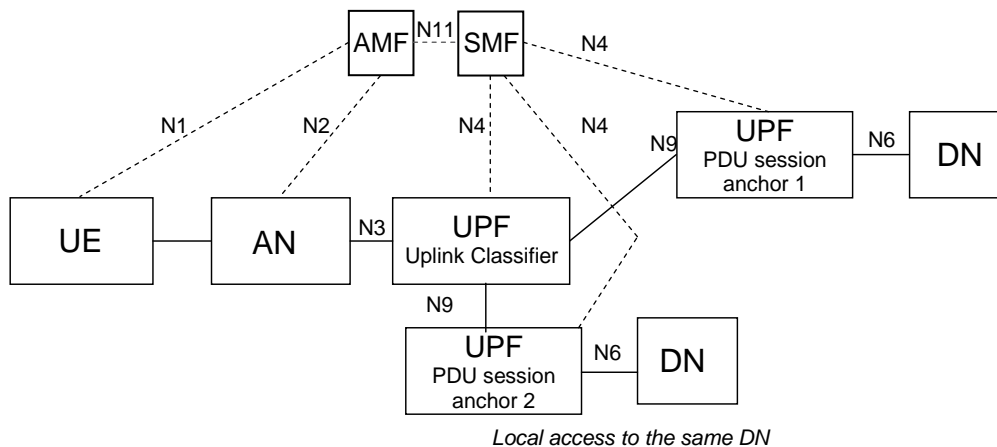 N11
AMF
SMF
N4
N1
N2
N4
N4
UPF
PDU session
anchor 1
N9
N6
DN
UE
AN
N3
UPF
Uplink Classifier
N9
UPF
PDU session
anchor 2
N6
DN
Local access to the same DN